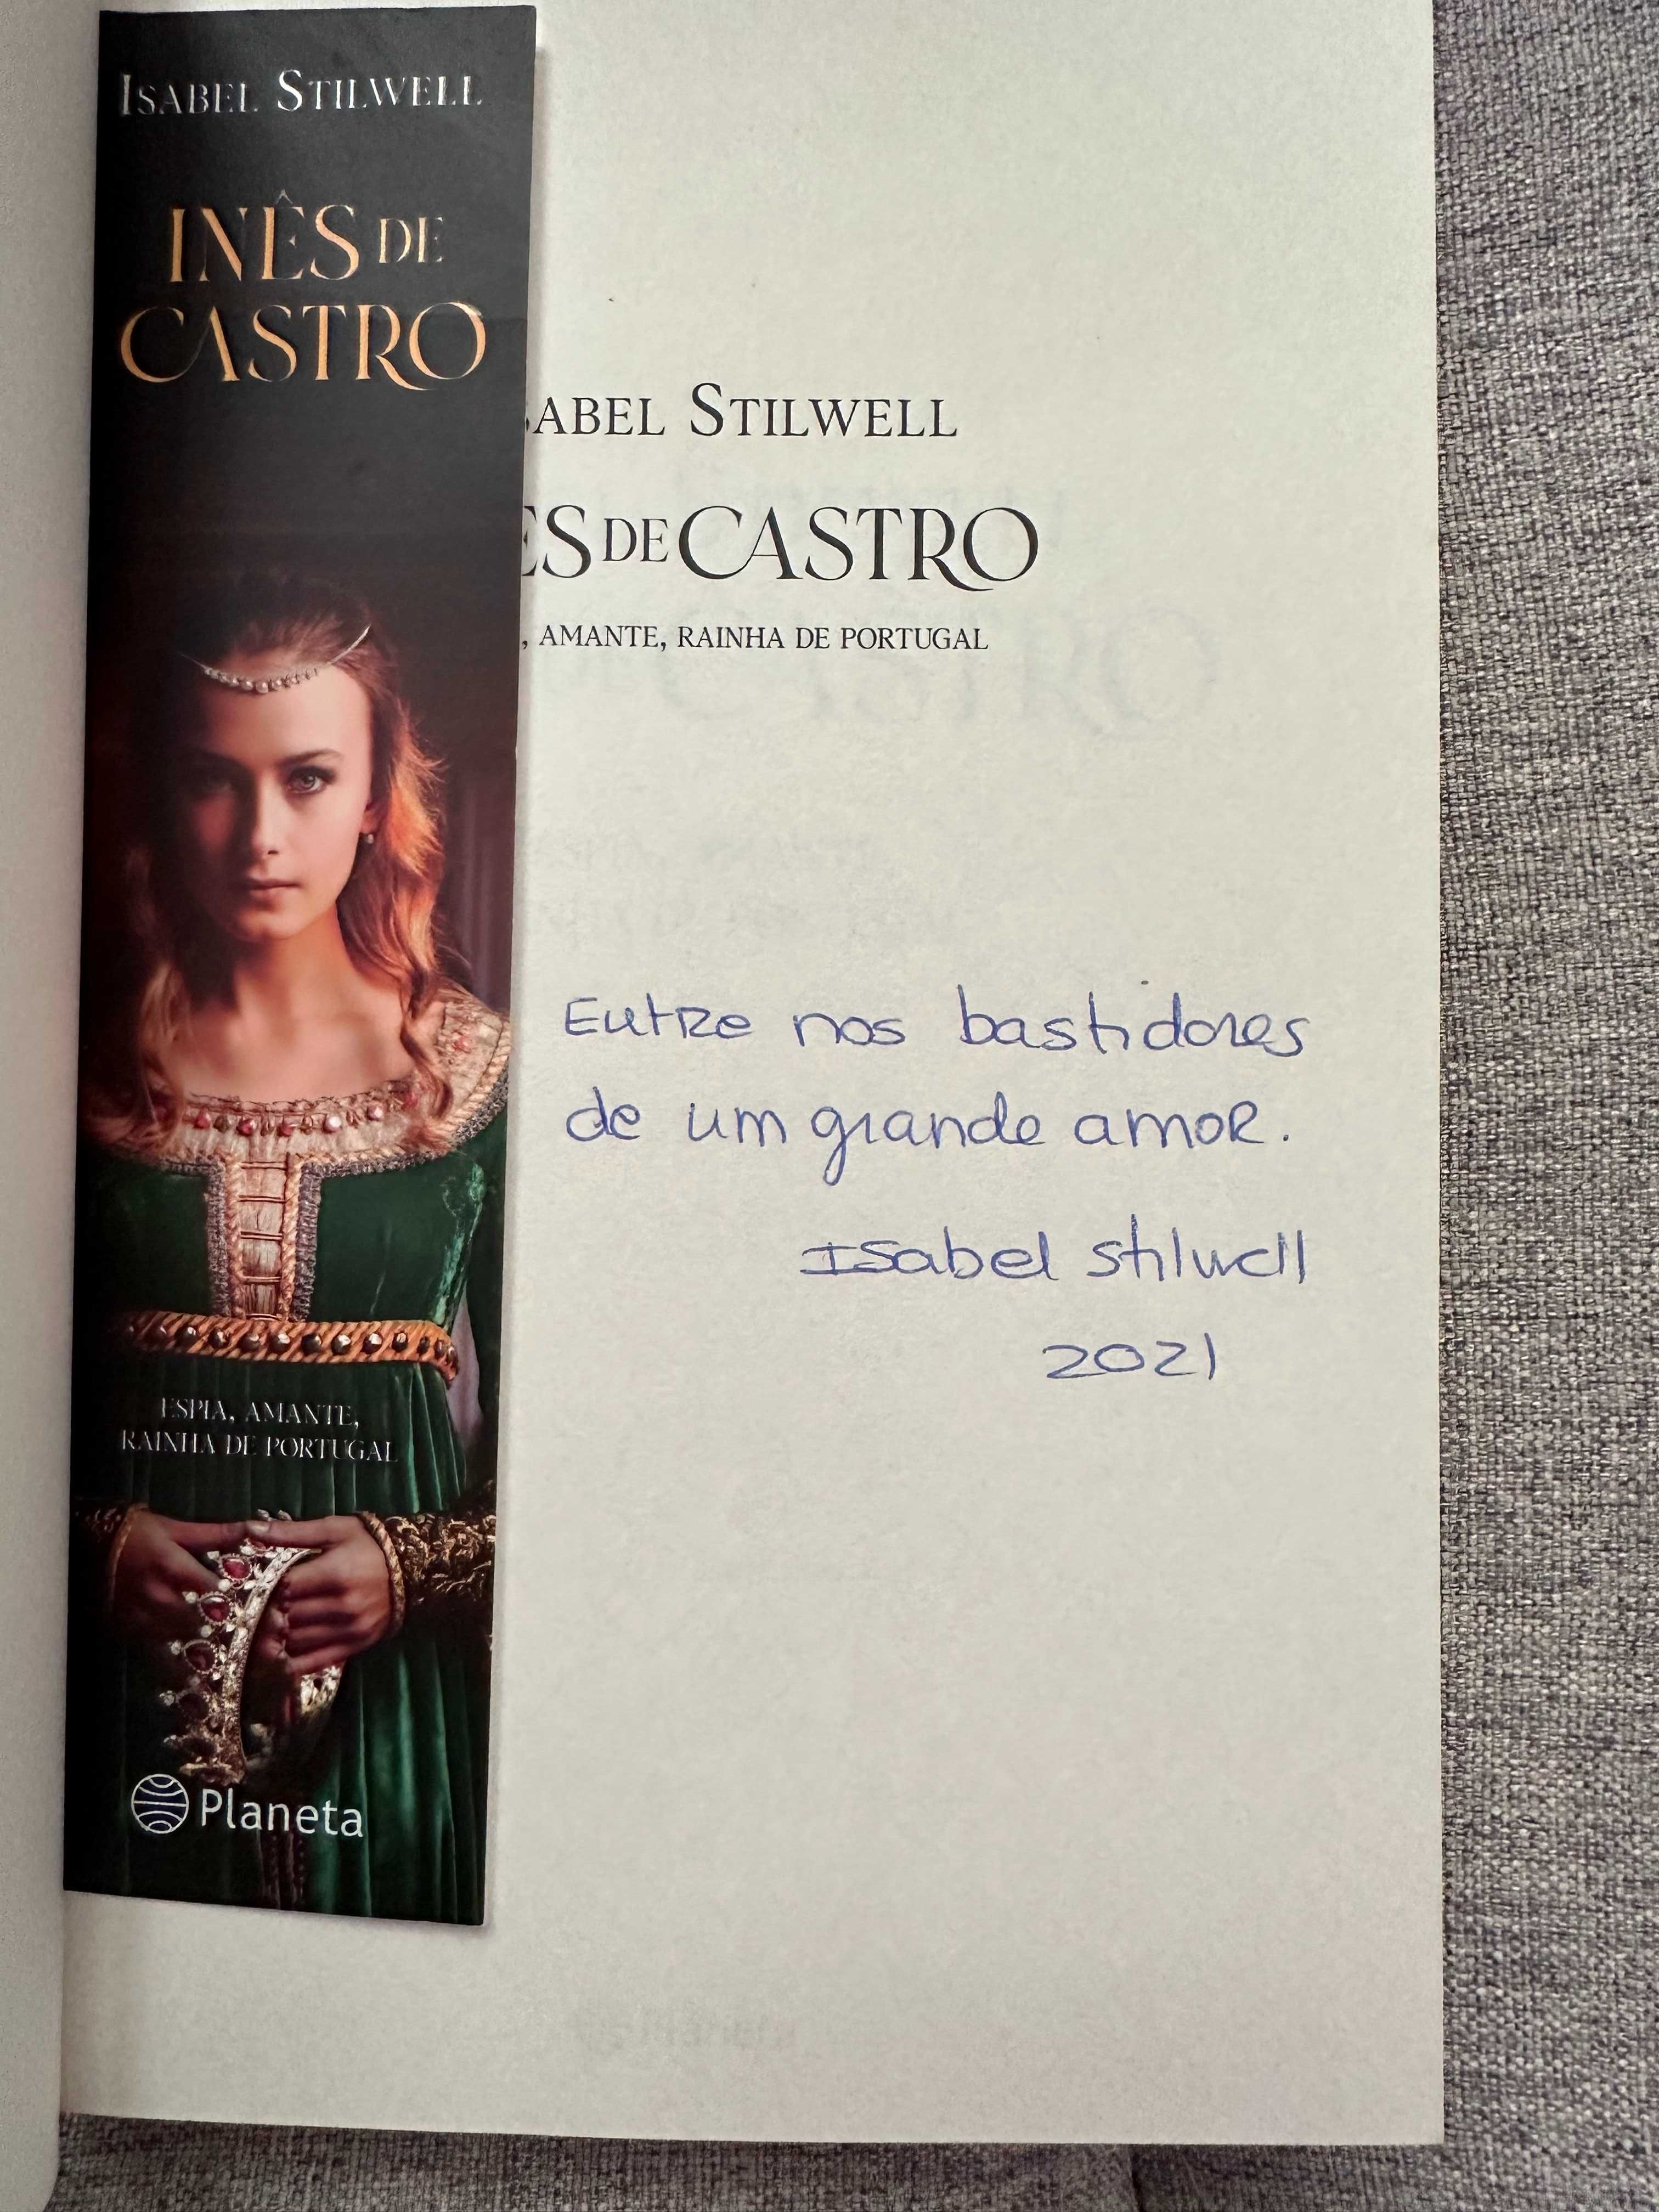 ISABEL STILWELL
INÊS DE
CASTRO
ESPIA, AMANTE,
RAINHA DE PORTUGAL
Planeta
ABEL STILWELL
ES DE CASTRO
, AMANTE, RAINHA DE PORTUGAL
Entre nos bastidores
de um grande amor.
Isabel Stilwell
2021